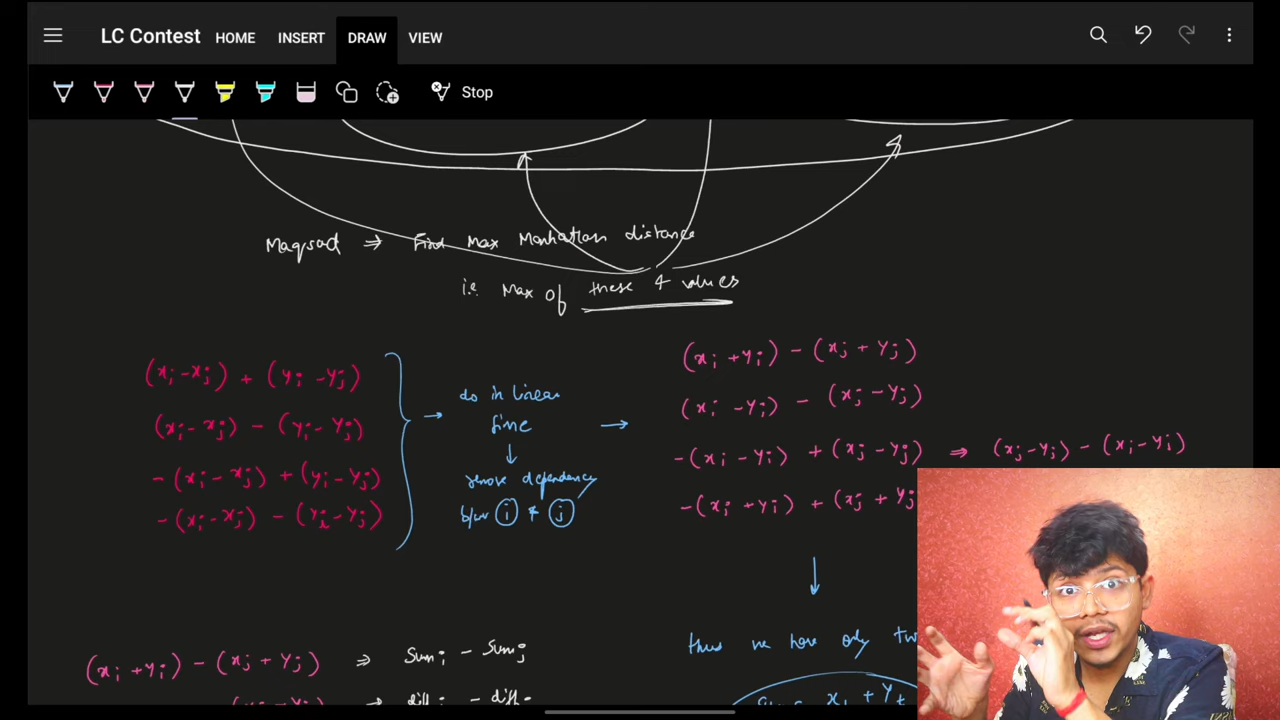 LC Contest HOME INSERT DRAW VIEW
Stop
Maqsad ⇒ Find Max Manhattan distance
i.e. Max of these 4 values
(xi - xj) + (yi - yj)
(xi - xj) - (yi - yj)
-(xi - xj) + (yi - yj)
-(xi - xj) - (yi - yj)
do in linear
time
↓
remove dependency
b/w i & j
(xi + yi) - (xj + yj)
(xi - yi) - (xj - yj)
-(xi - yi) + (xj - yj) ⇒ (xj - yj) - (xi - yi)
-(xi + yi) + (xj + yj
thus we have only
(xi + yi) - (xj + yj) ⇒ Sumi - Sumj